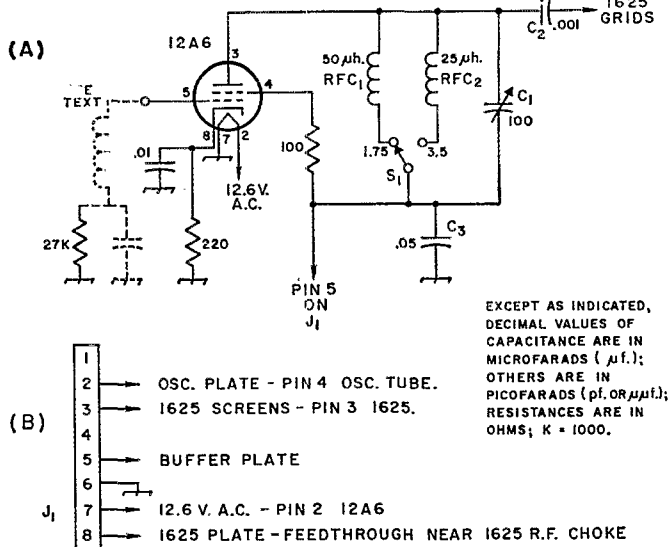 (A)
12A6
3
5
4
8
7
2
TEXT
.01
27K
220
12.6V.
A.C.
100
50μh.
RFC1
25μh.
RFC2
1.75
3.5
S1
C1
100
C2
.001
1625
GRIDS
C3
.05
PIN 5
ON
J1
EXCEPT AS INDICATED,
DECIMAL VALUES OF
CAPACITANCE ARE IN
MICROFARADS (μf.);
OTHERS ARE IN
PICOFARADS (pf. OR μμf.);
RESISTANCES ARE IN
OHMS; K = 1000.
(B)
J1
1
2 OSC. PLATE - PIN 4 OSC. TUBE.
3 1625 SCREENS - PIN 3 1625.
4
5 BUFFER PLATE
6
7 12.6 V. A.C. - PIN 2 12A6
8 1625 PLATE - FEEDTHROUGH NEAR 1625 R.F. CHOKE